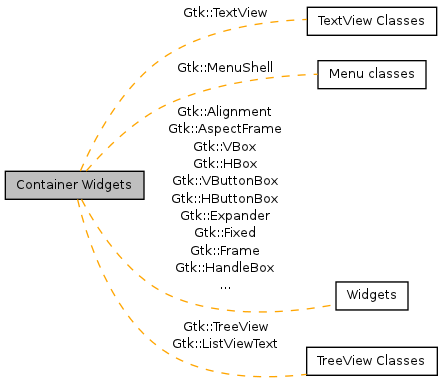 Gtk::TextView
TextView Classes
Gtk::MenuShell
Menu classes
Gtk::Alignment
Gtk::AspectFrame
Gtk::VBox
Gtk::HBox
Gtk::VButtonBox
Gtk::HButtonBox
Gtk::Expander
Gtk::Fixed
Gtk::Frame
Gtk::HandleBox
...
Container Widgets
Widgets
Gtk::TreeView
Gtk::ListViewText
TreeView Classes